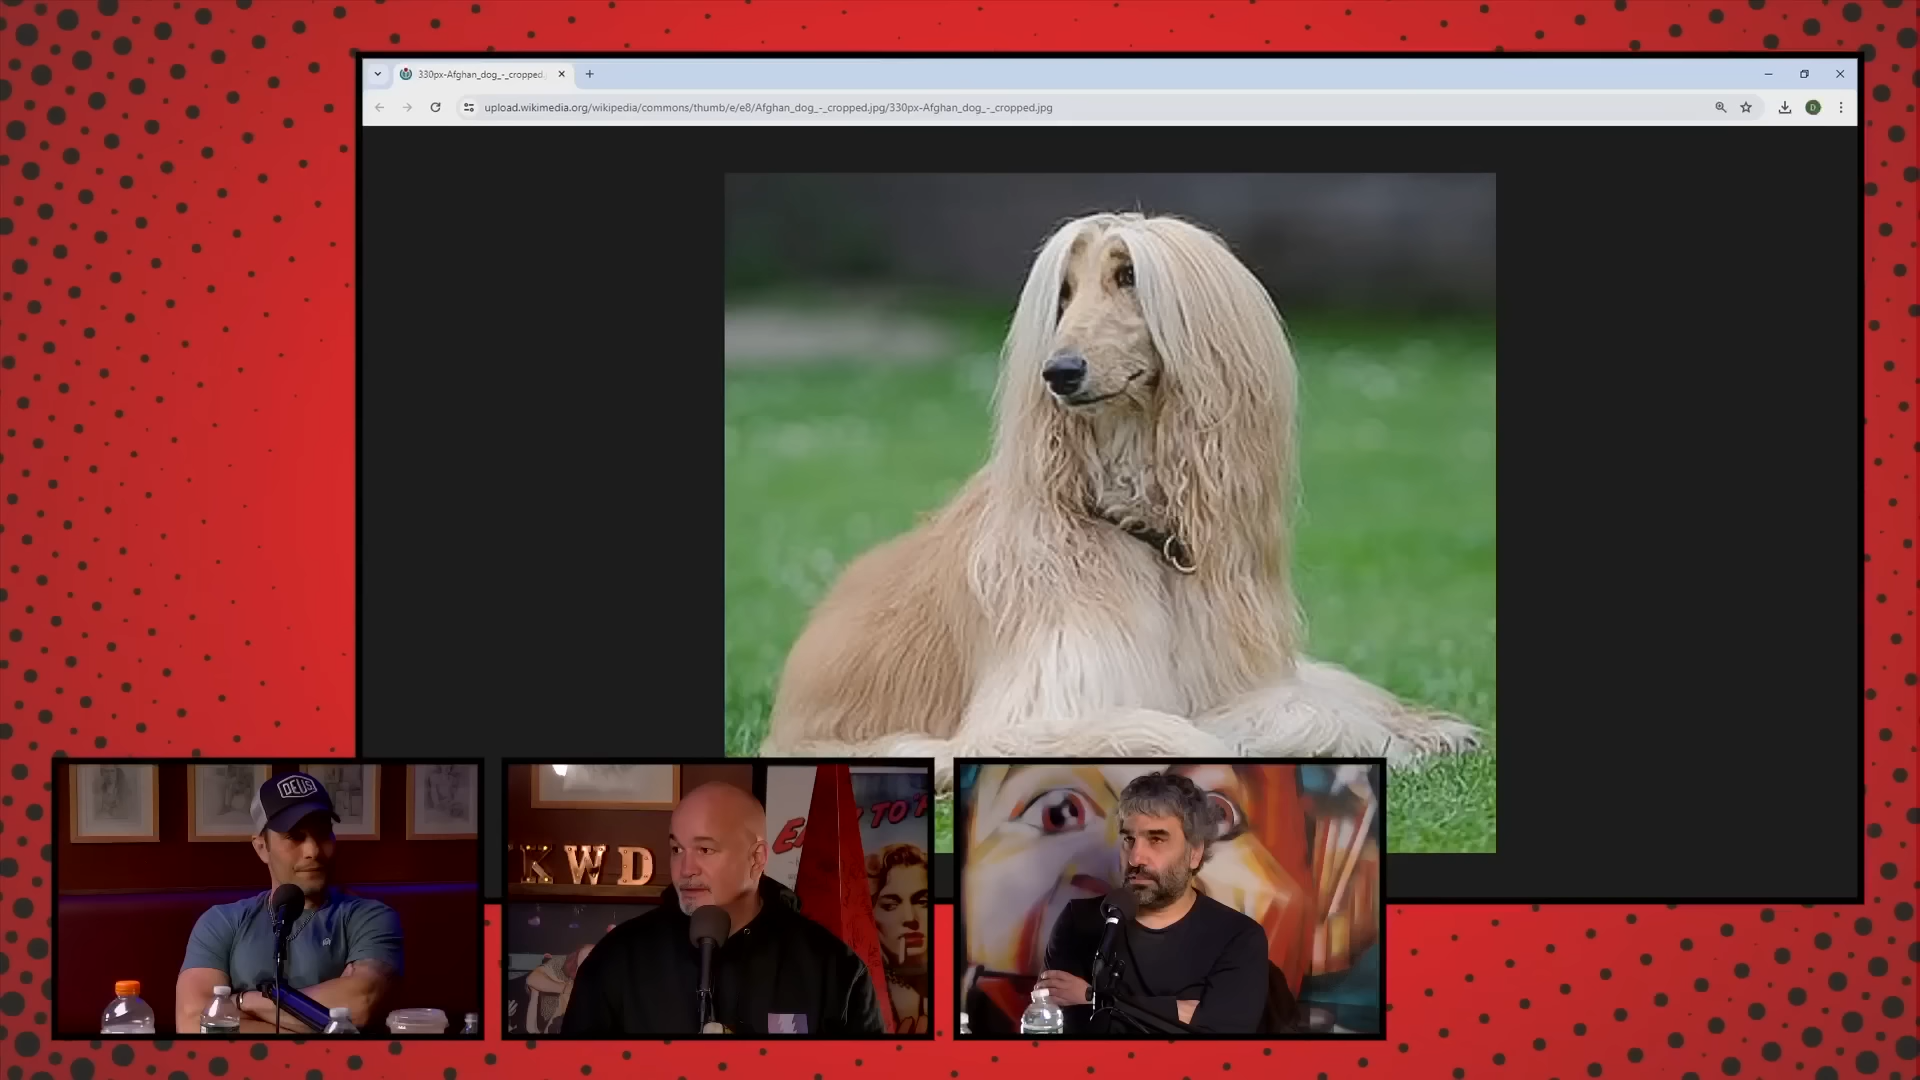 330px-Afghan_dog_-_cropped.
upload.wikimedia.org/wikipedia/commons/thumb/e/e8/Afghan_dog_-_cropped.jpg/330px-Afghan_dog_-_cropped.jpg
D
DEUS
KWD